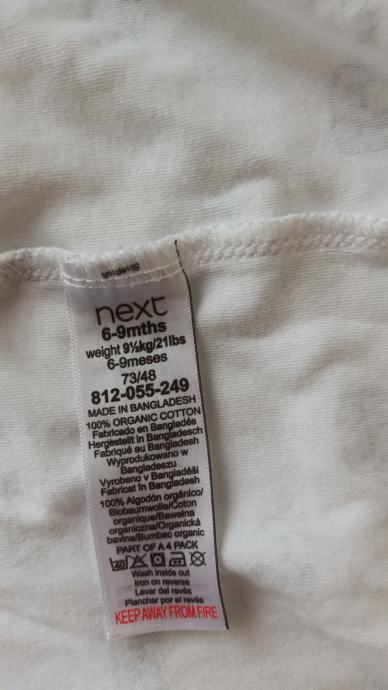 next
6-9mths
weight 9½kg/21lbs
6-9meses
73/48
812-055-249
MADE IN BANGLADESH
100% ORGANIC COTTON
Fabricado en Bangladés
Hergestellt in Bangladesch
Fabriqué au Bangladesh
Wyprodukowano w
Bangladeszu
Vyrobeno v Bangladéši
Fabricat în Bangladesh
100% Algodón orgánico/
Biobaumwolle/Coton
organique/Bawełna
organiczna/Organická
bavlna/Bumbac organic
PART OF A 4 PACK
40
Wash inside out
Iron on reverse
Lavar del revés
Planchar por el revés
KEEP AWAY FROM FIRE